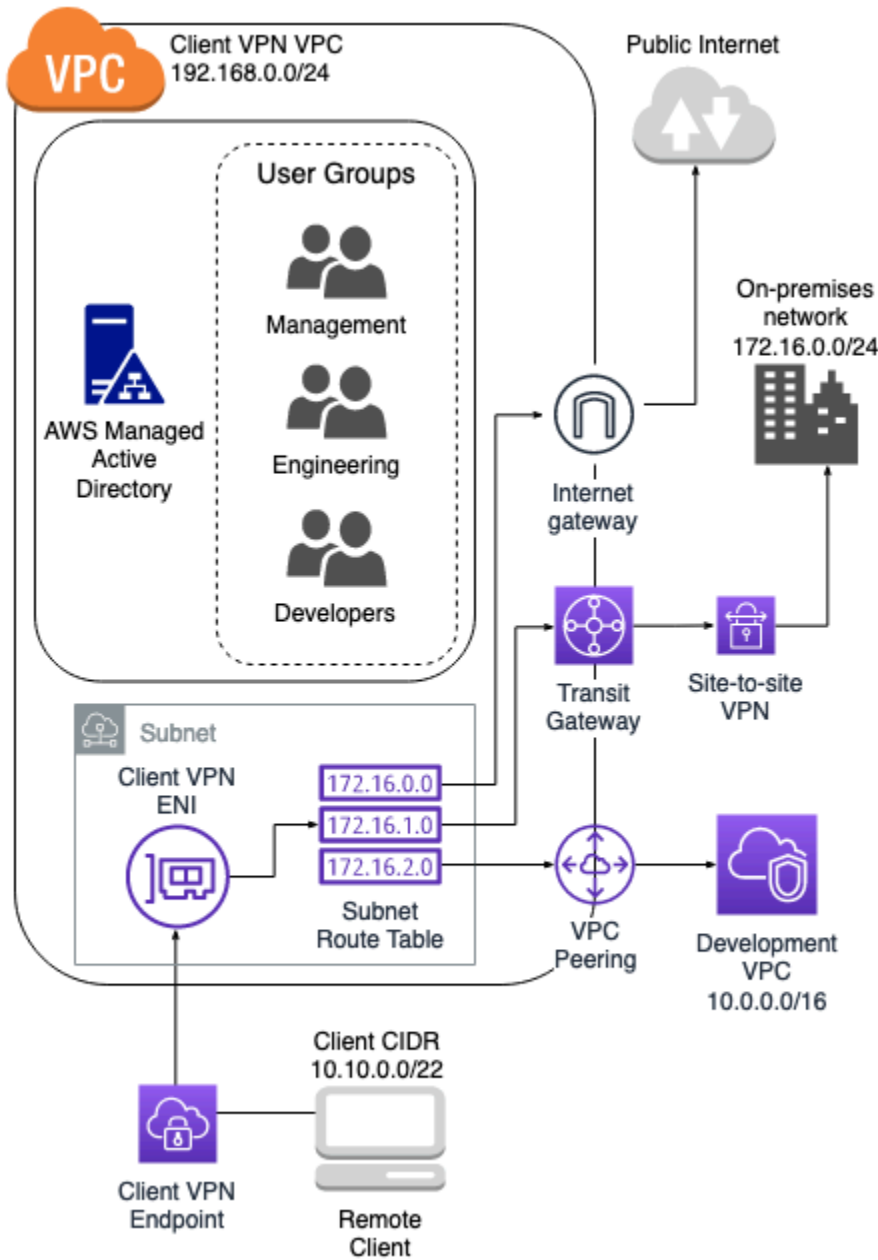 VPC
Client VPN VPC
192.168.0.0/24
Public Internet
User Groups
Management
Engineering
Developers
AWS Managed
Active
Directory
On-premises
network
172.16.0.0/24
Internet
gateway
Transit
Gateway
Site-to-site
VPN
Subnet
Client VPN
ENI
172.16.0.0
172.16.1.0
172.16.2.0
Subnet
Route Table
VPC
Peering
Development
VPC
10.0.0.0/16
Client CIDR
10.10.0.0/22
Client VPN
Endpoint
Remote
Client